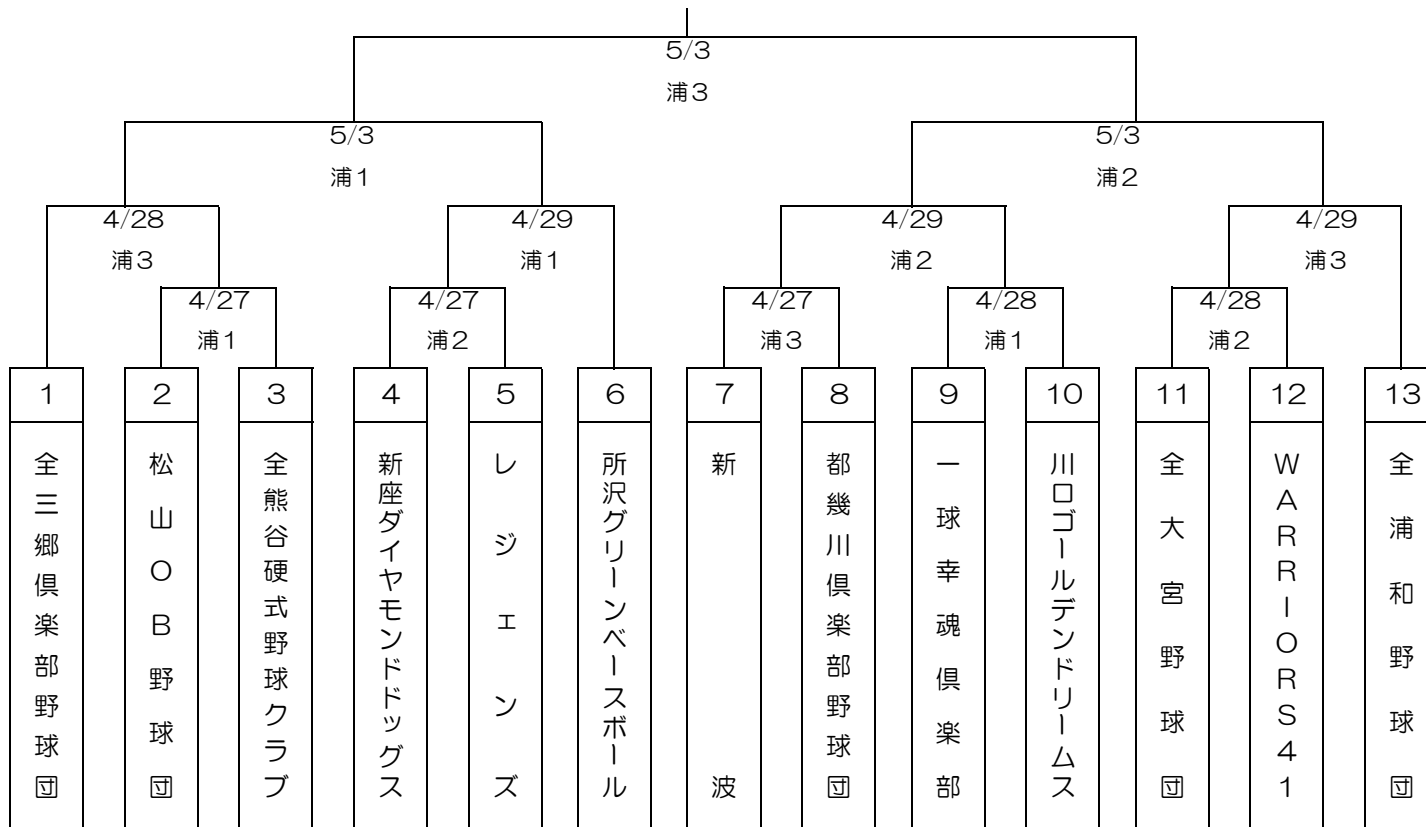 5/3
浦3
5/3
浦1
5/3
浦2
4/28
浦3
4/29
浦1
4/29
浦2
4/29
浦3
4/27
浦1
4/27
浦2
4/27
浦3
4/28
浦1
4/28
浦2
1
2
3
4
5
6
7
8
9
10
11
12
13
全三郷倶楽部野球団
松山OB野球団
全熊谷硬式野球クラブ
新座ダイヤモンドドッグス
レジェンズ
所沢グリーンベースボール
新波
都幾川倶楽部野球団
一球幸魂倶楽部
川口ゴールデンドリームス
全大宮野球団
WARRIORS41
全浦和野球団